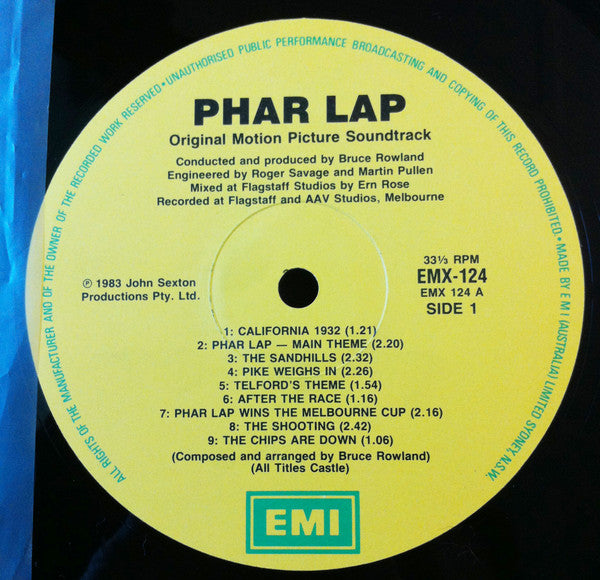 ALL RIGHTS OF THE MANUFACTURER AND OF THE OWNER OF THE RECORDED WORK RESERVED•UNAUTHORISED PUBLIC PERFORMANCE BROADCASTING AND COPYING OF THIS RECORD PROHIBITED.•MADE BY E M I (AUSTRALIA) LIMITED SYDNEY, N.S.W.
PHAR LAP
Original Motion Picture Soundtrack
Conducted and produced by Bruce Rowland
Engineered by Roger Savage and Martin Pullen
Mixed at Flagstaff Studios by Ern Rose
Recorded at Flagstaff and AAV Studios, Melbourne
℗ 1983 John Sexton
Productions Pty. Ltd.
33⅓ RPM
EMX-124
EMX 124 A
SIDE 1
1: CALIFORNIA 1932 (1.21)
2: PHAR LAP — MAIN THEME (2.20)
3: THE SANDHILLS (2.32)
4: PIKE WEIGHS IN (2.26)
5: TELFORD'S THEME (1.54)
6: AFTER THE RACE (1.16)
7: PHAR LAP WINS THE MELBOURNE CUP (2.16)
8: THE SHOOTING (2.42)
9: THE CHIPS ARE DOWN (1.06)
(Composed and arranged by Bruce Rowland)
(All Titles Castle)
EMI